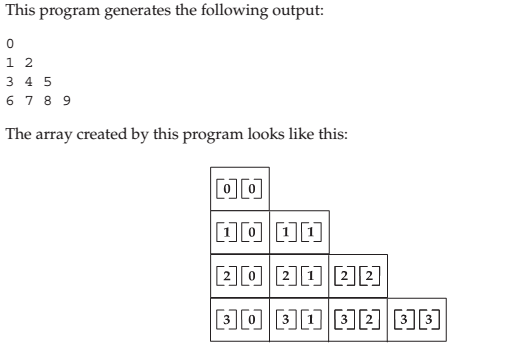 This program generates the following output:
0
1 2
3 4 5
6 7 8 9
The array created by this program looks like this:
[0][0]
[1][0] [1][1]
[2][0] [2][1] [2][2]
[3][0] [3][1] [3][2] [3][3]